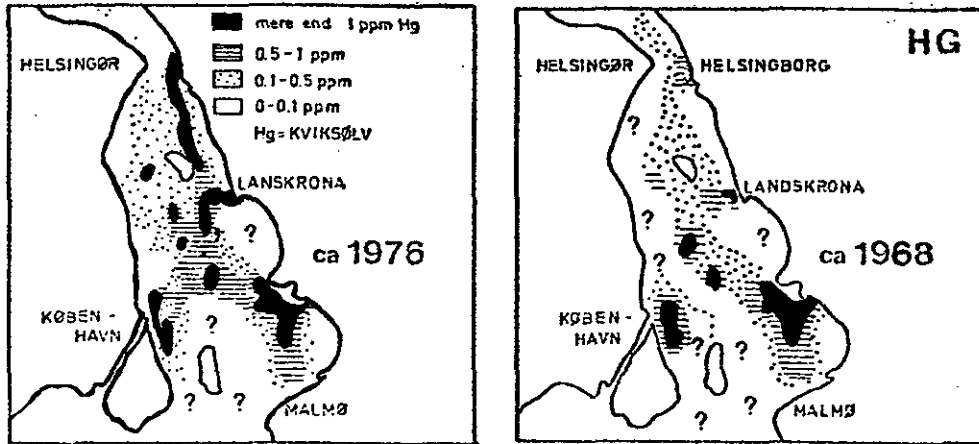 mere end 1 ppm Hg
0.5-1 ppm
0.1-0.5 ppm
0-0.1 ppm
Hg=KVIKSØLV
HELSINGØR
LANSKRONA
?
ca 1976
KØBEN-
HAVN
?
?
?
MALMØ
HG
HELSINGØR
HELSINGBORG
?
LANDSKRONA
?
?
ca 1968
?
KØBEN-
HAVN
?
?
?
?
?
MALMØ